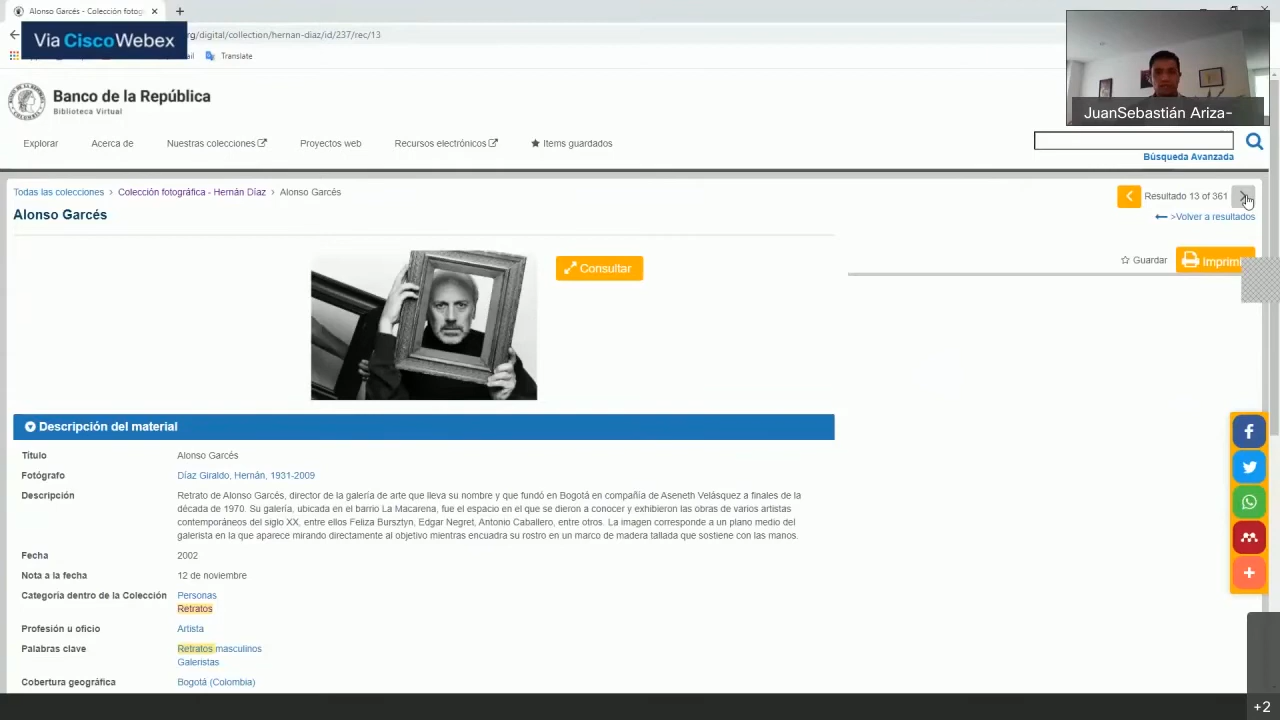 Alonso Garcés - Colección fotog
Via CiscoWebex
rg/digital/collection/hernan-diaz/id/237/rec/13
Translate
Banco de la República
Biblioteca Virtual
JuanSebastián Ariza-
Explorar
Acerca de
Nuestras colecciones
Proyectos web
Recursos electrónicos
Items guardados
Búsqueda Avanzada
Todas las colecciones > Colección fotográfica - Hernán Díaz > Alonso Garcés
Resultado 13 of 361
Alonso Garcés
>Volver a resultados
Consultar
Guardar
Imprimi
Descripción del material
Título Alonso Garcés
Fotógrafo Díaz Giraldo, Hernán, 1931-2009
Descripción Retrato de Alonso Garcés, director de la galería de arte que lleva su nombre y que fundó en Bogotá en compañía de Aseneth Velásquez a finales de la
década de 1970. Su galería, ubicada en el barrio La Macarena, fue el espacio en el que se dieron a conocer y exhibieron las obras de varios artistas
contemporáneos del siglo XX, entre ellos Feliza Bursztyn, Edgar Negret, Antonio Caballero, entre otros. La imagen corresponde a un plano medio del
galerista en la que aparece mirando directamente al objetivo mientras encuadra su rostro en un marco de madera tallada que sostiene con las manos.
Fecha 2002
Nota a la fecha 12 de noviembre
Categoría dentro de la Colección Personas
Retratos
Profesión u oficio Artista
Palabras clave Retratos masculinos
Galeristas
Cobertura geográfica Bogotá (Colombia)
+2